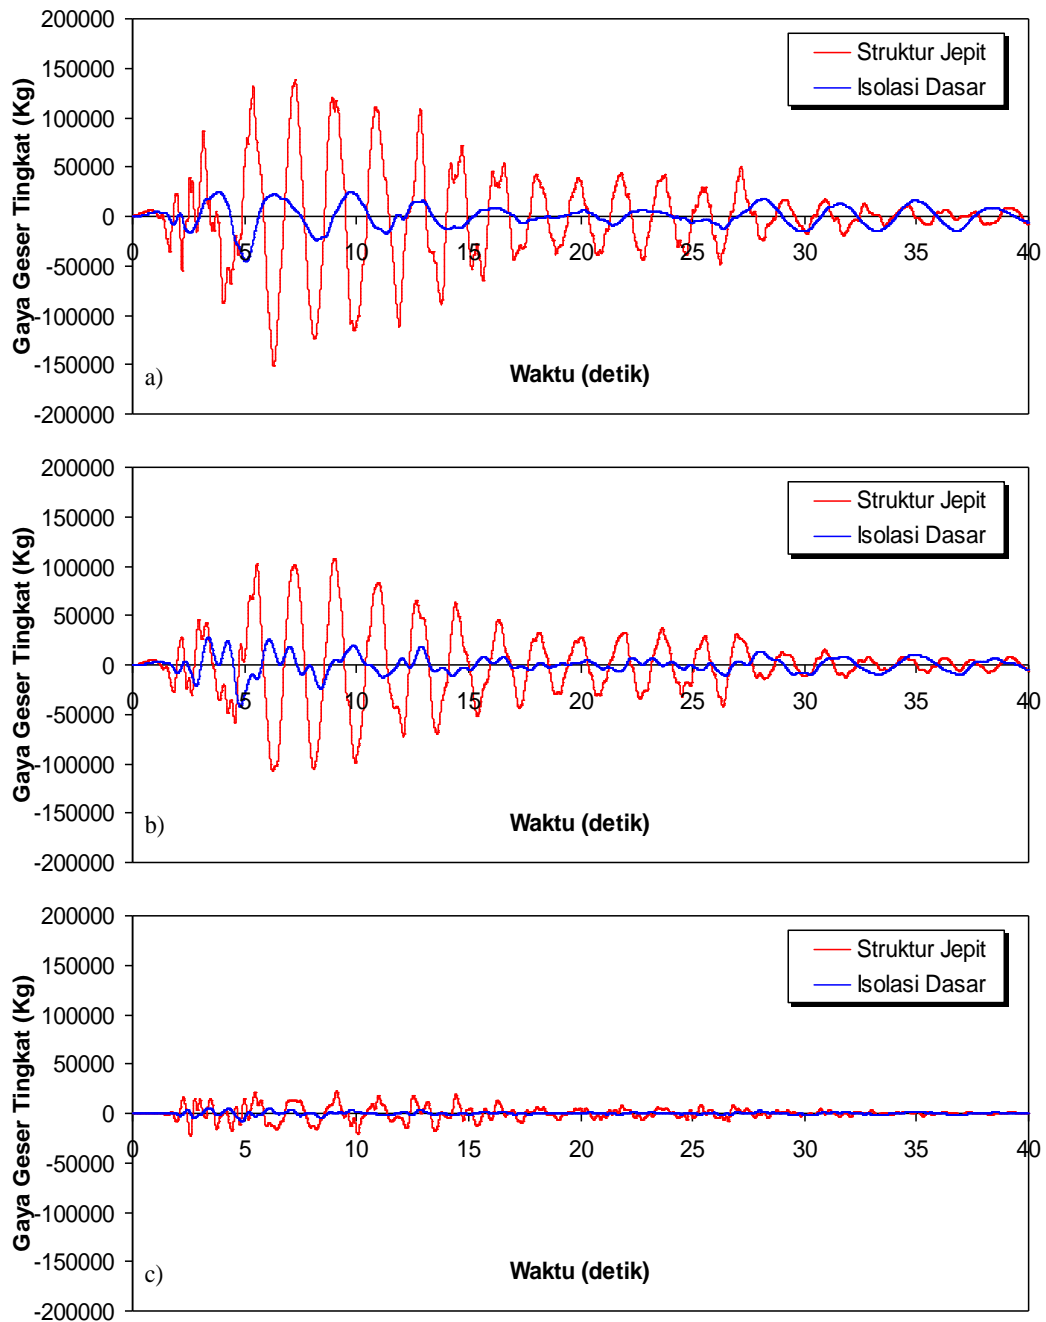 200000
150000
100000
50000
0
-50000
-100000
-150000
-200000
Gaya Geser Tingkat (Kg)
Struktur Jepit
Isolasi Dasar
0 5 10 15 20 25 30 35 40
a)
Waktu (detik)
200000
150000
100000
50000
0
-50000
-100000
-150000
-200000
Gaya Geser Tingkat (Kg)
Struktur Jepit
Isolasi Dasar
0 5 10 15 20 25 30 35 40
b)
Waktu (detik)
200000
150000
100000
50000
0
-50000
-100000
-150000
-200000
Gaya Geser Tingkat (Kg)
Struktur Jepit
Isolasi Dasar
0 5 10 15 20 25 30 35 40
c)
Waktu (detik)